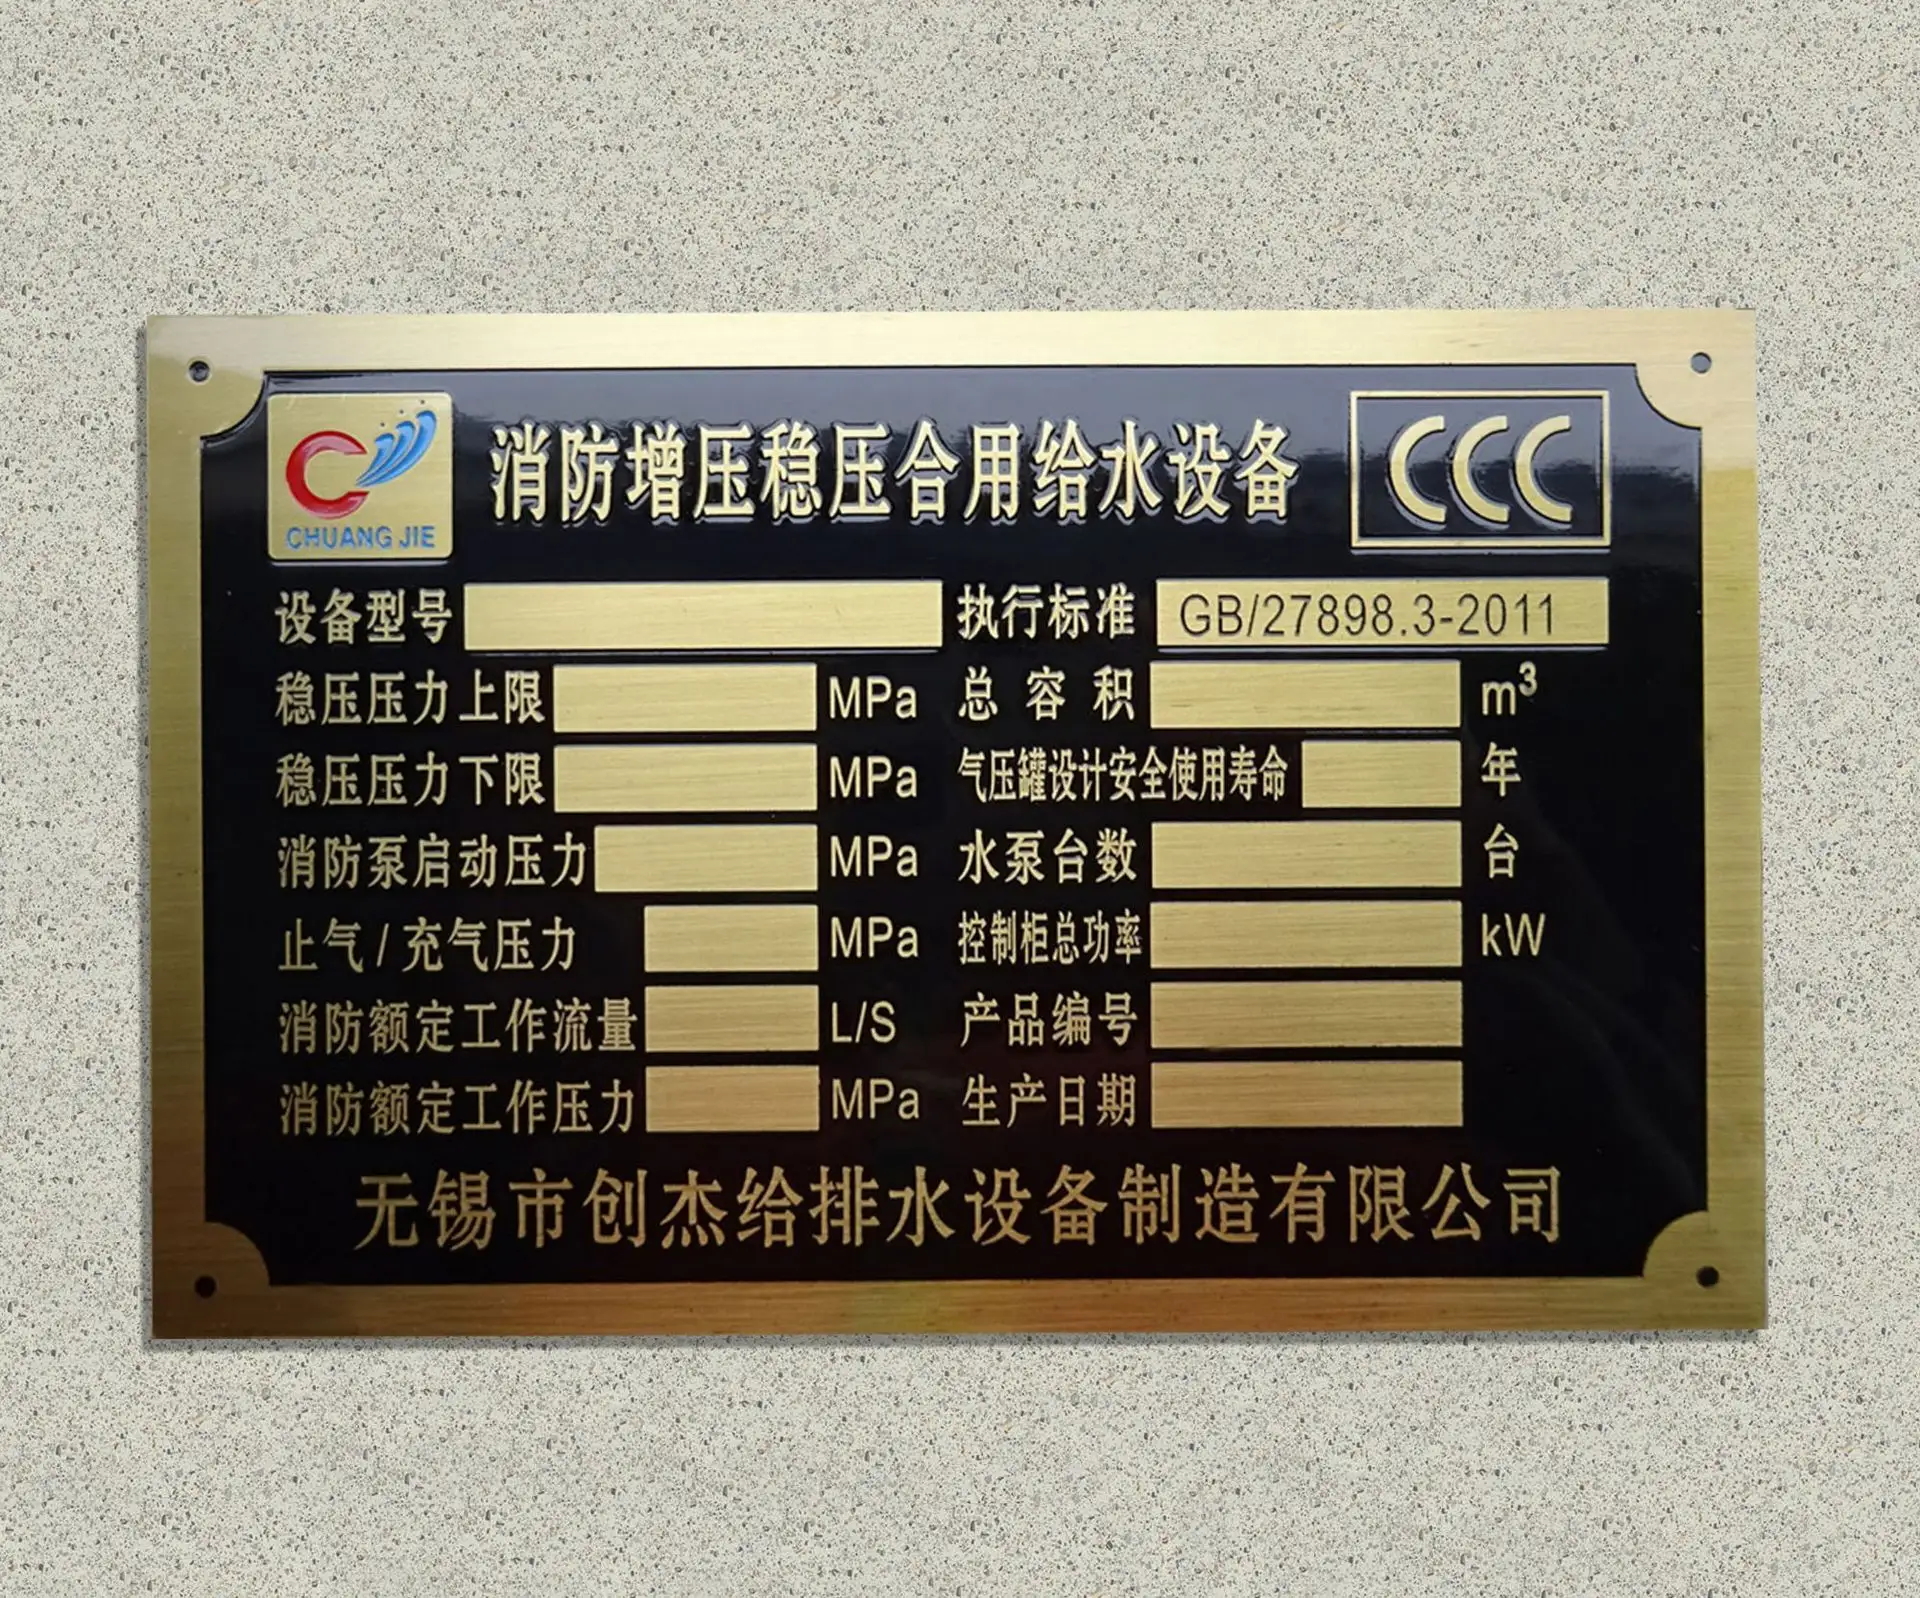 CHUANG JIE
消防增压稳压合用给水设备
CCC
设备型号 执行标准 GB/27898.3-2011
稳压压力上限 MPa 总容积 m³
稳压压力下限 MPa 气压罐设计安全使用寿命 年
消防泵启动压力 MPa 水泵台数 台
止气/充气压力 MPa 控制柜总功率 kW
消防额定工作流量 L/S 产品编号
消防额定工作压力 MPa 生产日期
无锡市创杰给排水设备制造有限公司